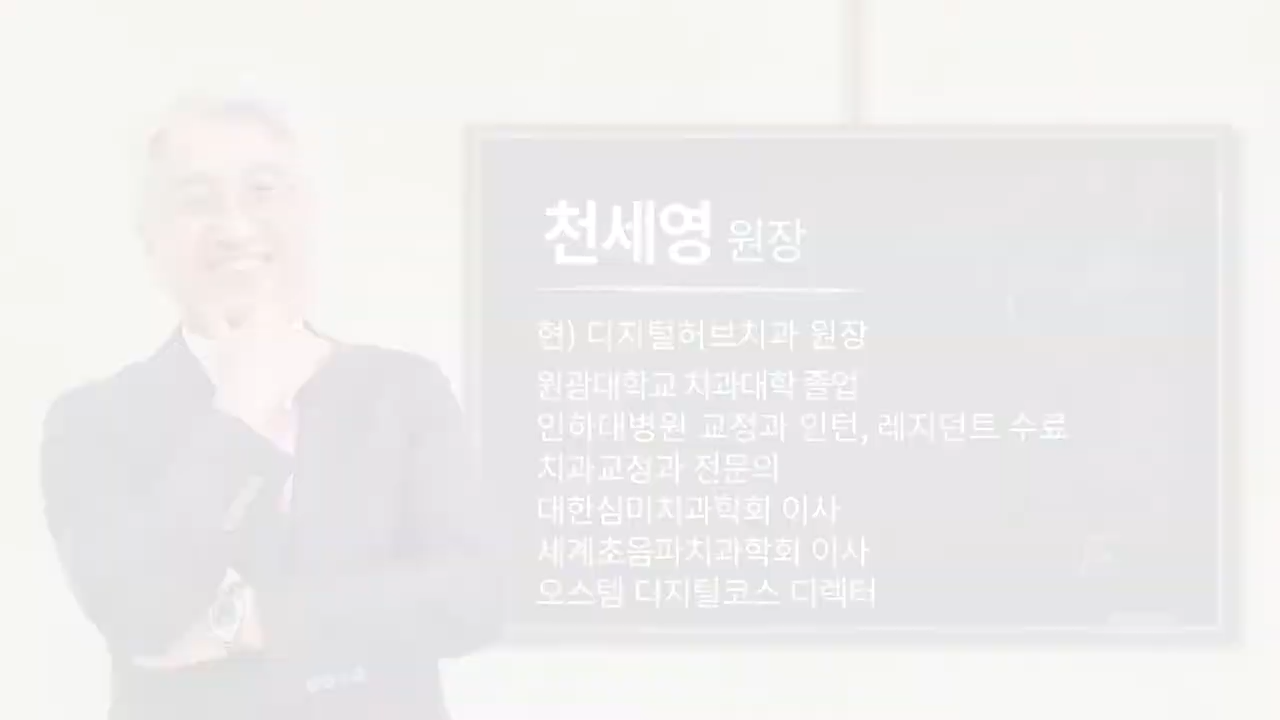 천세영 원장
현) 디지털허브치과 원장
원광대학교 치과대학 졸업
인하대병원 교정과 인턴, 레지던트 수료
치과교정과 전문의
대한심미치과학회 이사
세계초음파치과학회 이사
오스템 디지털코스 디렉터